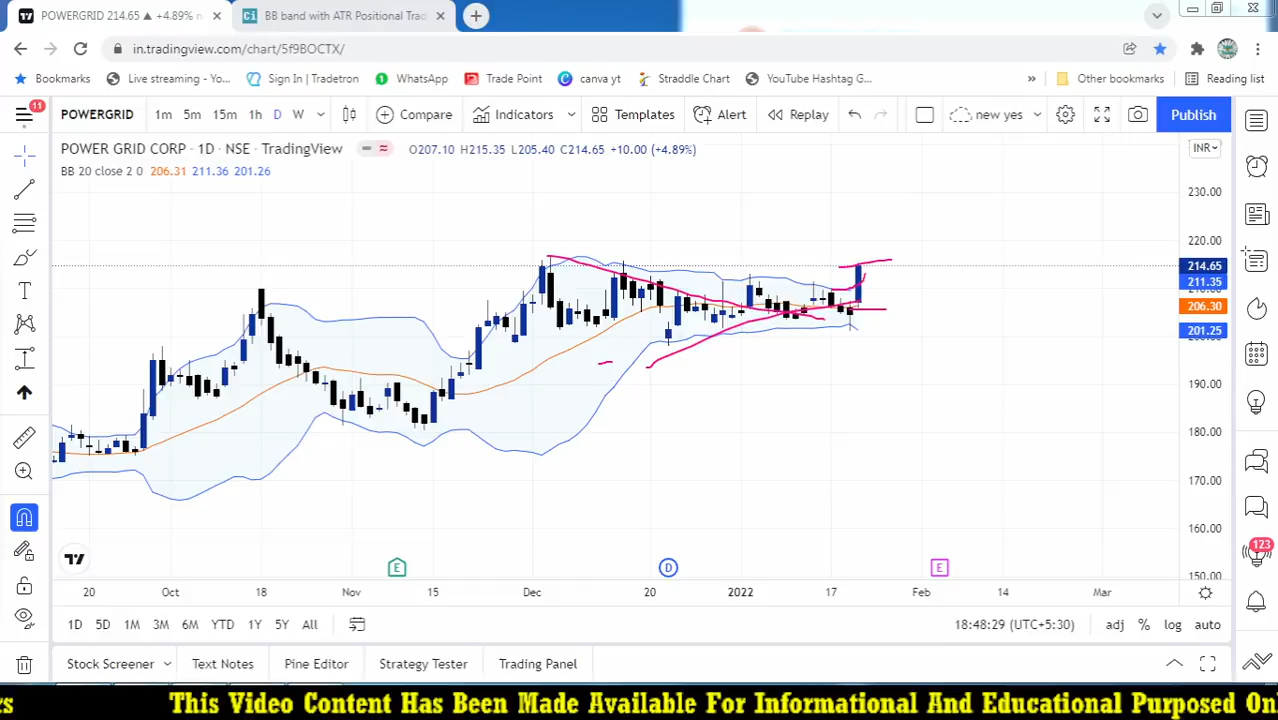 POWERGRID 214.65 ▲ +4.89% n
BB band with ATR Positional Trad
in.tradingview.com/chart/5f9BOCTX/
Bookmarks
Live streaming - Yo...
Sign In | Tradetron
WhatsApp
Trade Point
canva yt
Straddle Chart
YouTube Hashtag G...
»
Other bookmarks
Reading list
11
POWERGRID
1m 5m 15m 1h D W
Compare
Indicators
Templates
Alert
Replay
new yes
Publish
POWER GRID CORP · 1D · NSE · TradingView
O207.10 H215.35 L205.40 C214.65 +10.00 (+4.89%)
INR
BB 20 close 2 0 206.31 211.36 201.26
230.00
220.00
214.65
211.35
206.30
201.25
190.00
180.00
170.00
160.00
150.00
E
D
E
20 Oct 18 Nov 15 Dec 20 2022 17 Feb 14 Mar
1D 5D 1M 3M 6M YTD 1Y 5Y All
18:48:29 (UTC+5:30)
adj % log auto
123
Stock Screener
Text Notes
Pine Editor
Strategy Tester
Trading Panel
rs This Video Content Has Been Made Available For Informational And Educational Purposed On